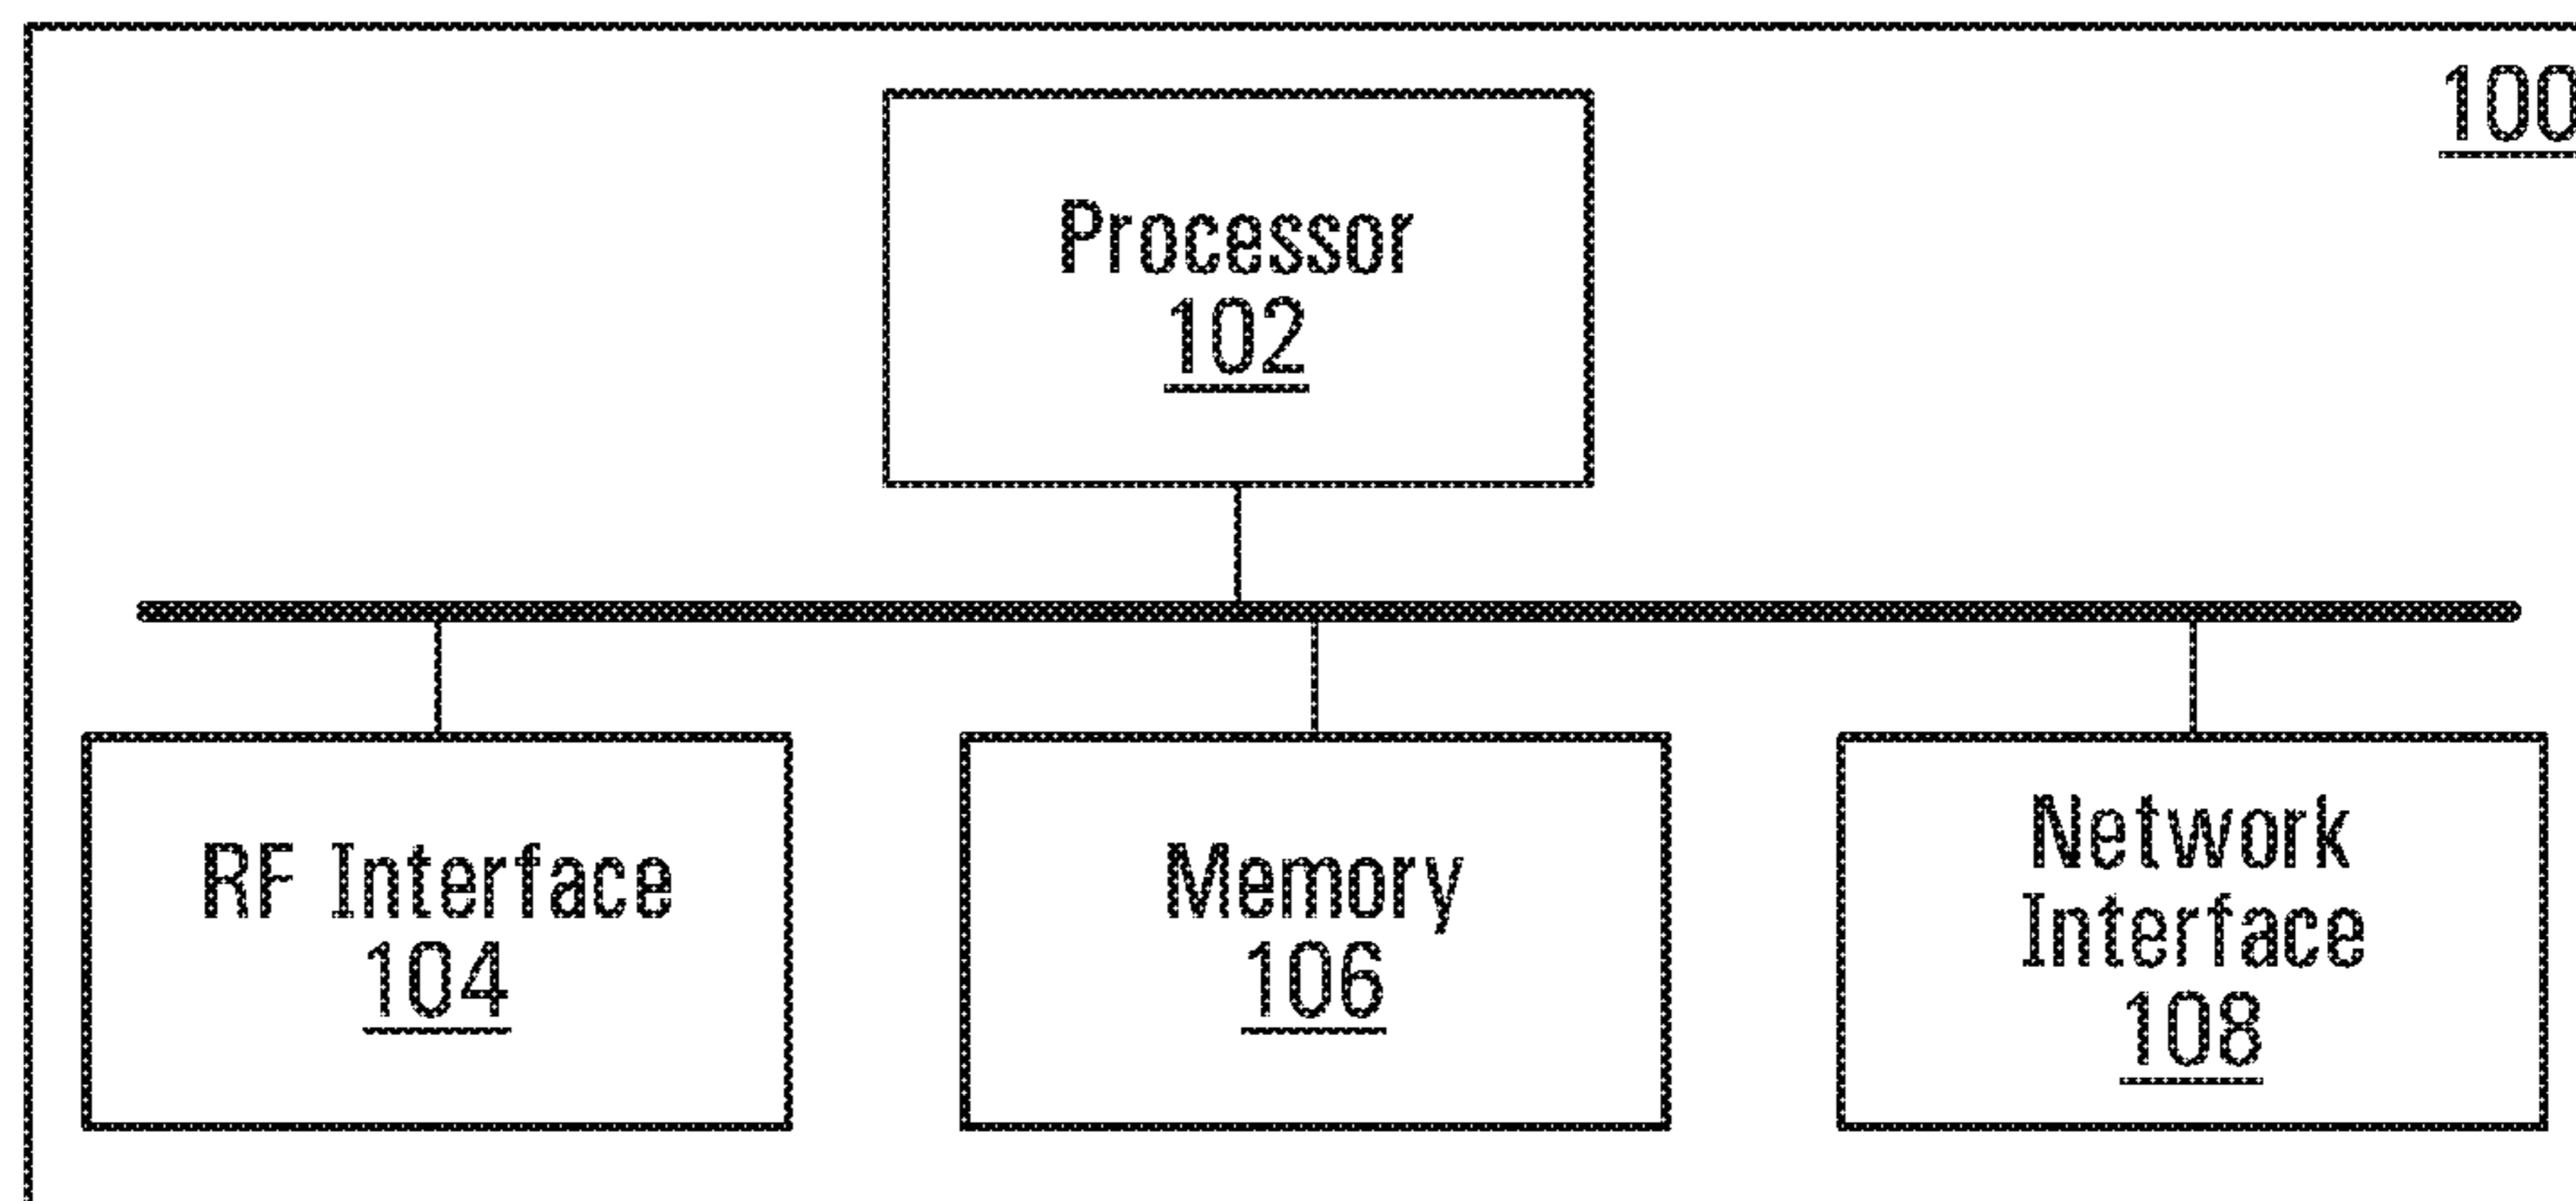 100
Processor
102
RF Interface
104
Memory
106
Network
Interface
108